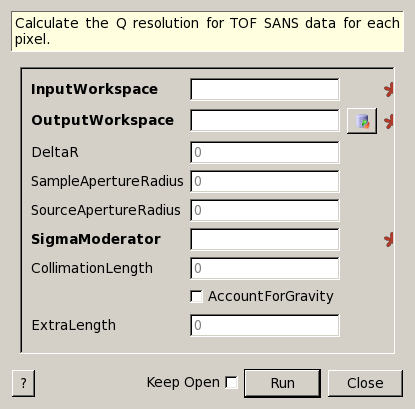 Calculate the Q resolution for TOF SANS data for each
pixel.
InputWorkspace
OutputWorkspace
DeltaR 0
SampleApertureRadius 0
SourceApertureRadius 0
SigmaModerator
CollimationLength 0
AccountForGravity
ExtraLength 0
? Keep Open Run Close